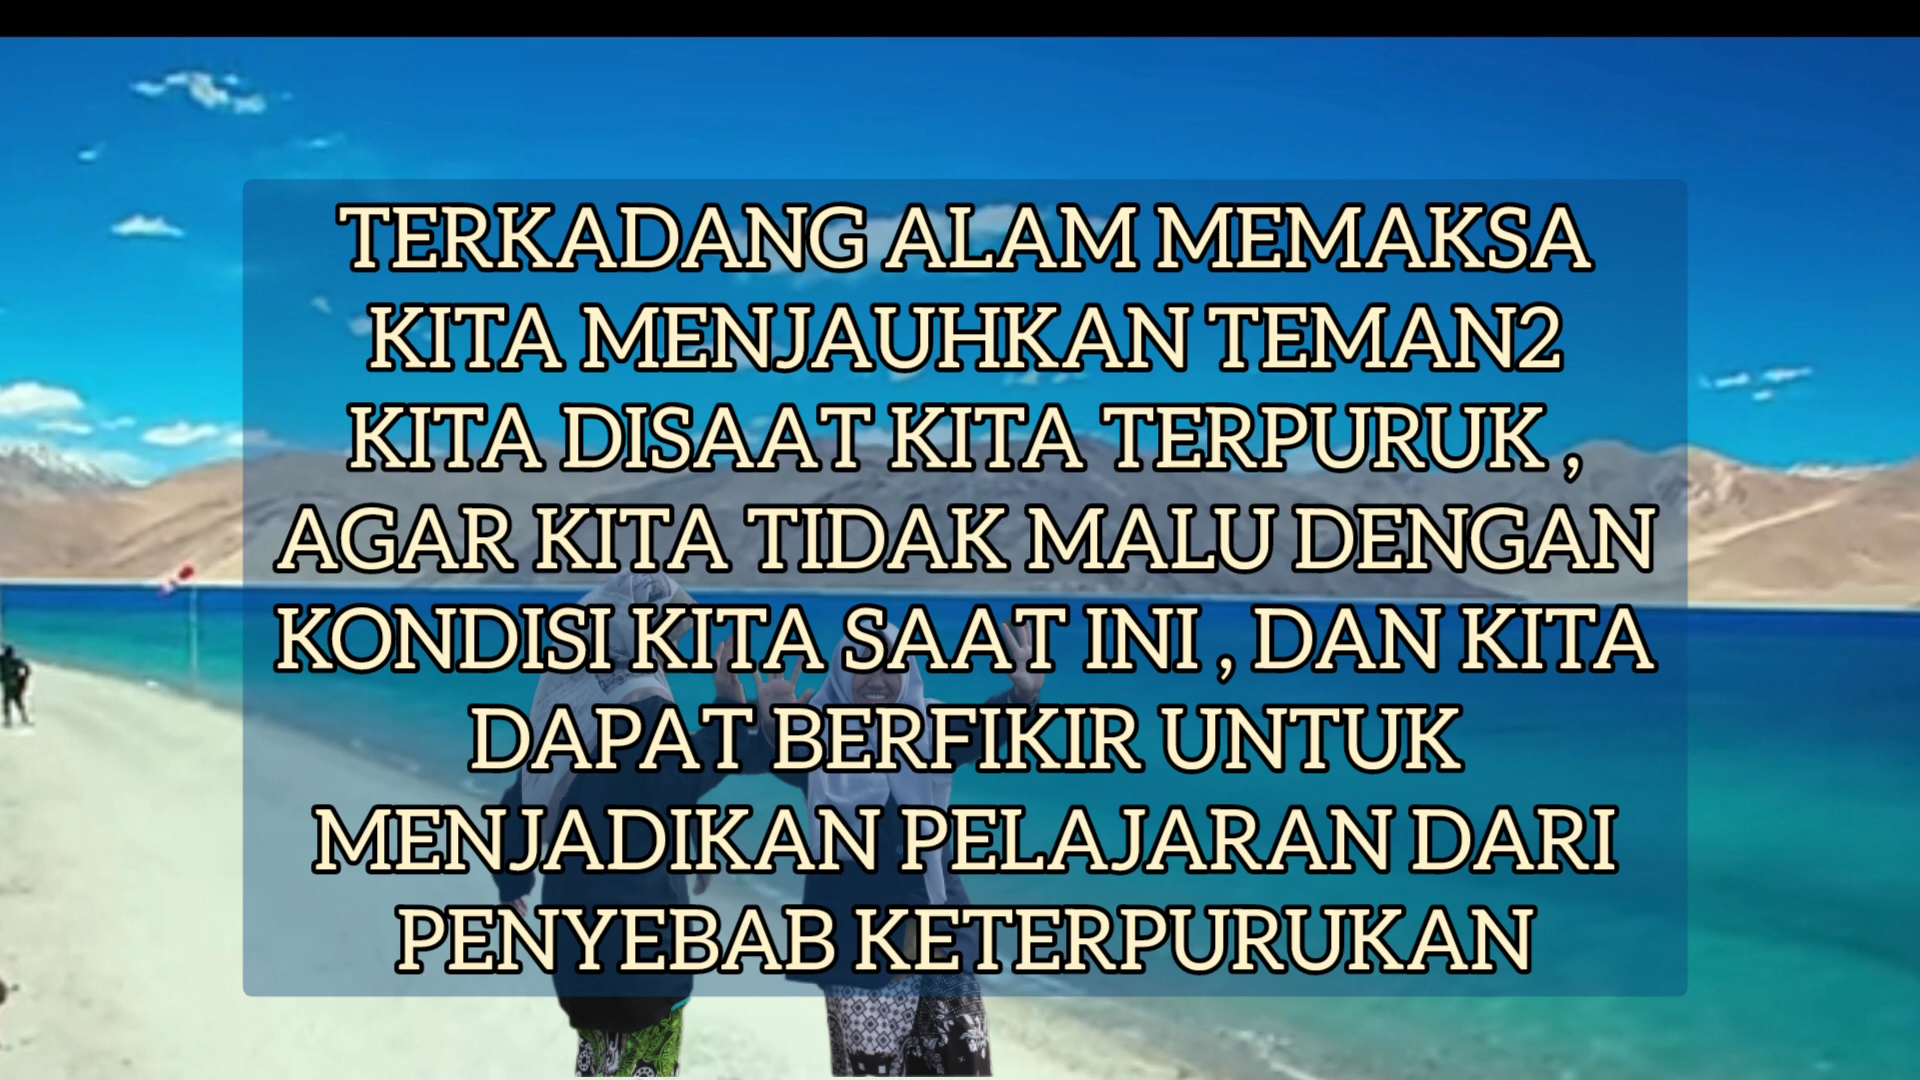 TERKADANG ALAM MEMAKSA
KITA MENJAUHKAN TEMAN2
KITA DISAAT KITA TERPURUK ,
AGAR KITA TIDAK MALU DENGAN
KONDISI KITA SAAT INI , DAN KITA
DAPAT BERFIKIR UNTUK
MENJADIKAN PELAJARAN DARI
PENYEBAB KETERPURUKAN